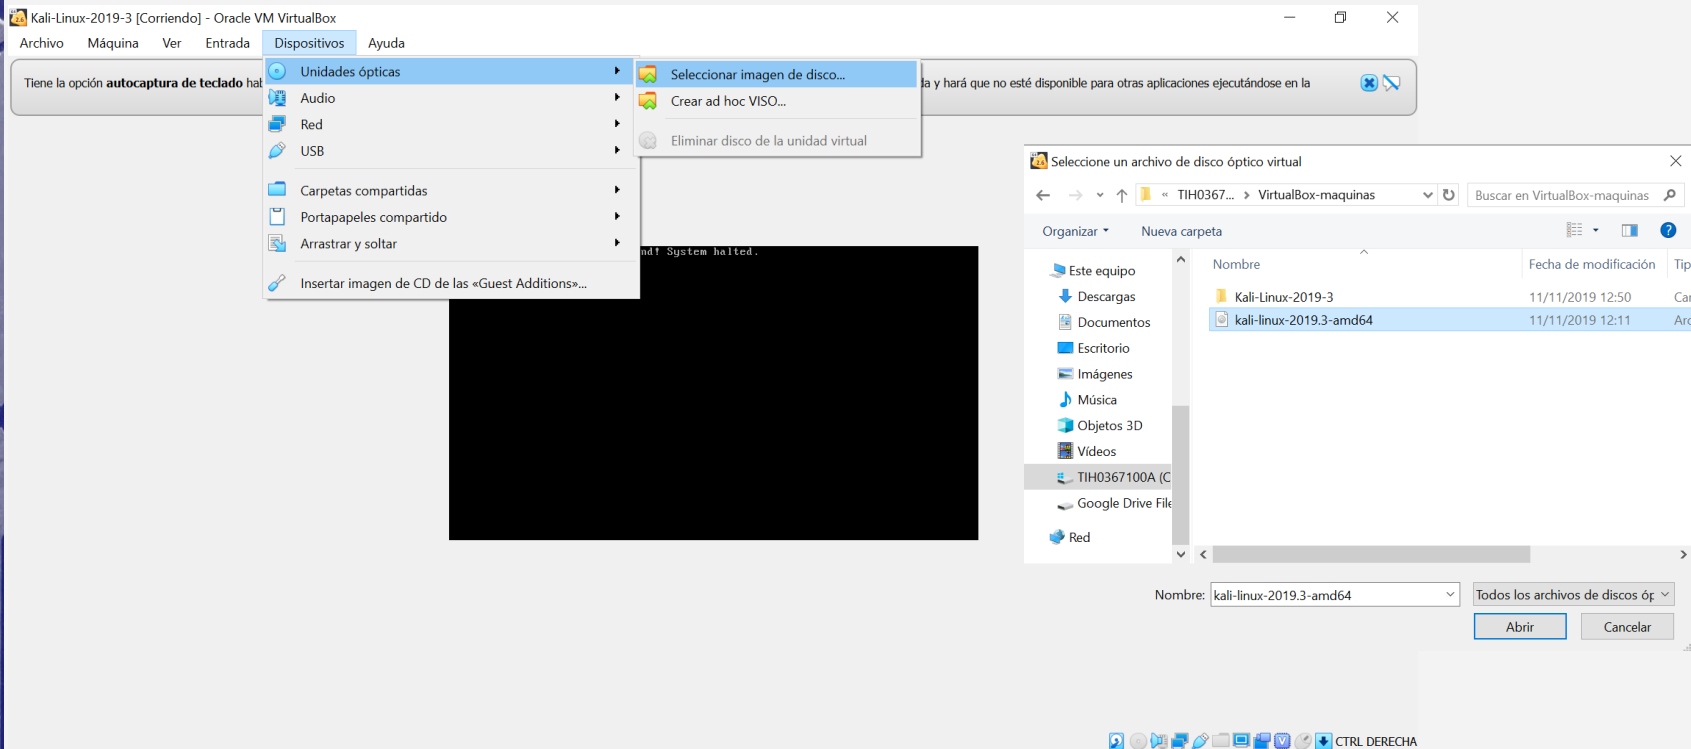 Kali-Linux-2019-3 [Corriendo] - Oracle VM VirtualBox
Archivo Máquina Ver Entrada Dispositivos Ayuda
Tiene la opción autocaptura de teclado hab
da y hará que no esté disponible para otras aplicaciones ejecutándose en la
Unidades ópticas
Audio
Red
USB
Carpetas compartidas
Portapapeles compartido
Arrastrar y soltar
Insertar imagen de CD de las «Guest Additions»...
Seleccionar imagen de disco...
Crear ad hoc VISO...
Eliminar disco de la unidad virtual
nd! System halted.
Seleccione un archivo de disco óptico virtual
« TIH0367... > VirtualBox-maquinas
Buscar en VirtualBox-maquinas
Organizar Nueva carpeta
Este equipo
Descargas
Documentos
Escritorio
Imágenes
Música
Objetos 3D
Vídeos
TIH0367100A (C
Google Drive File
Red
Nombre Fecha de modificación Tip
Kali-Linux-2019-3 11/11/2019 12:50 Car
kali-linux-2019.3-amd64 11/11/2019 12:11 Arc
Nombre: kali-linux-2019.3-amd64 Todos los archivos de discos óp
Abrir Cancelar
CTRL DERECHA